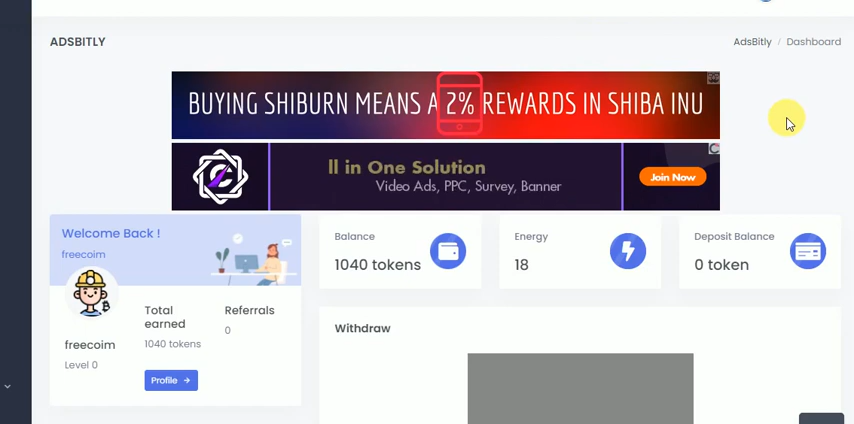 ADSBITLY
AdsBitly / Dashboard
BUYING SHIBURN MEANS A 2% REWARDS IN SHIBA INU
ll in One Solution
Video Ads, PPC, Survey, Banner
Join Now
Welcome Back !
freecoim
Balance
1040 tokens
Energy
18
Deposit Balance
0 token
Total
earned
1040 tokens
Referrals
0
freecoim
Level 0
Profile →
Withdraw